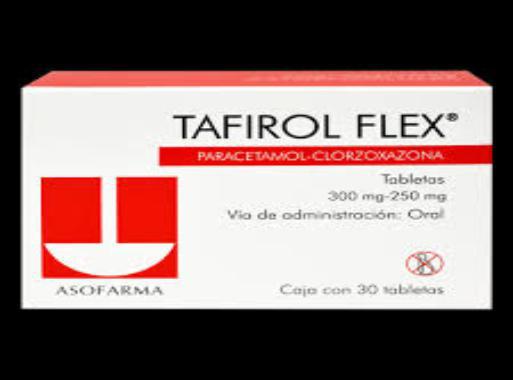 TAFIROL FLEX®
PARACETAMOL-CLORZOXAZONA
Tabletas
300 mg-250 mg
Vía de administración: Oral
ASOFARMA
Caja con 30 tabletas